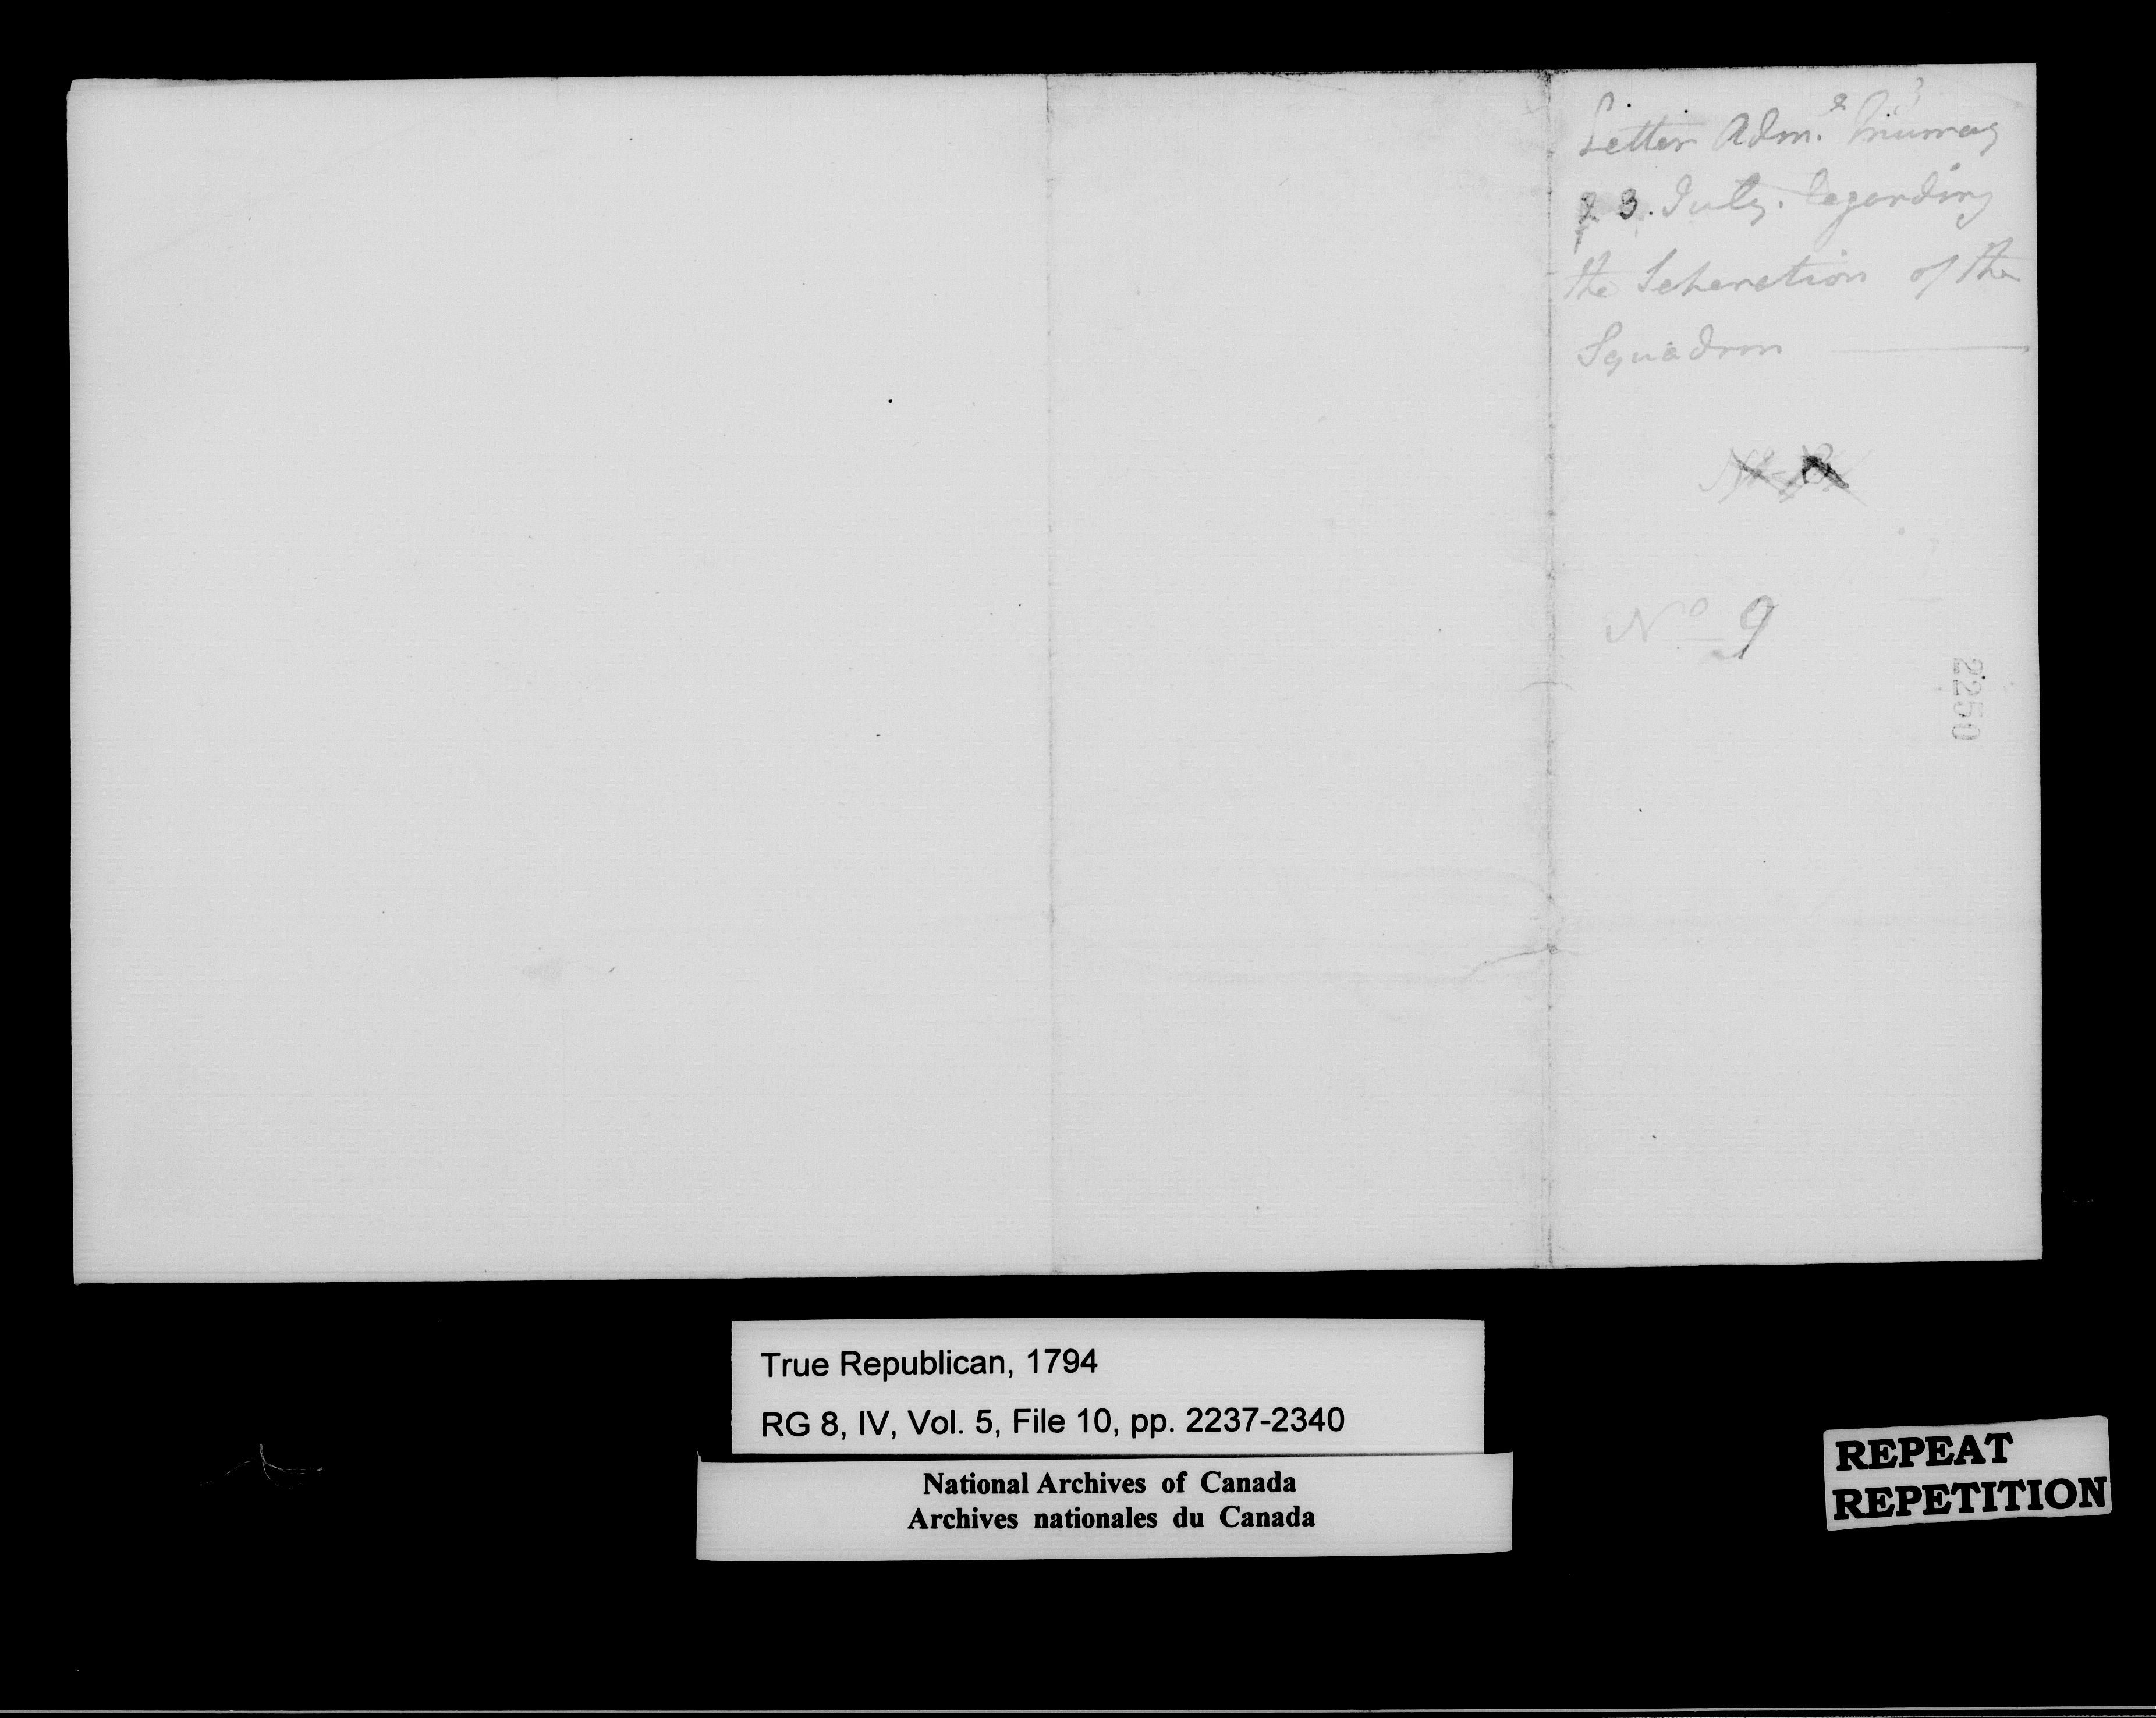 Letter Adm.l Murray
23. July. Regarding
the Seperation of the
Squadron
No 9
2250
True Republican, 1794
RG 8, IV, Vol. 5, File 10, pp. 2237-2340
National Archives of Canada
Archives nationales du Canada
REPEAT
REPETITION